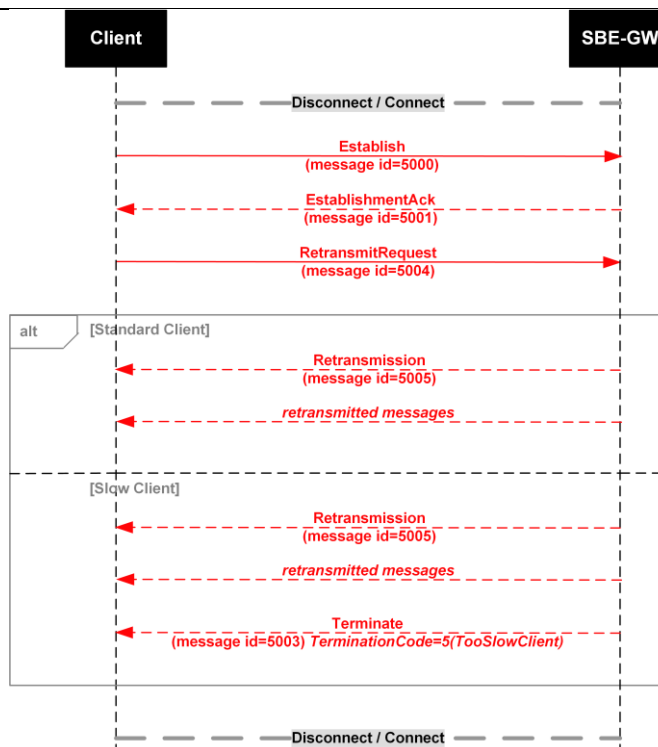 Client
SBE-GW
Disconnect / Connect
Establish
(message id=5000)
EstablishmentAck
(message id=5001)
RetransmitRequest
(message id=5004)
alt
[Standard Client]
Retransmission
(message id=5005)
retransmitted messages
[Slow Client]
Retransmission
(message id=5005)
retransmitted messages
Terminate
(message id=5003) TerminationCode=5(TooSlowClient)
Disconnect / Connect